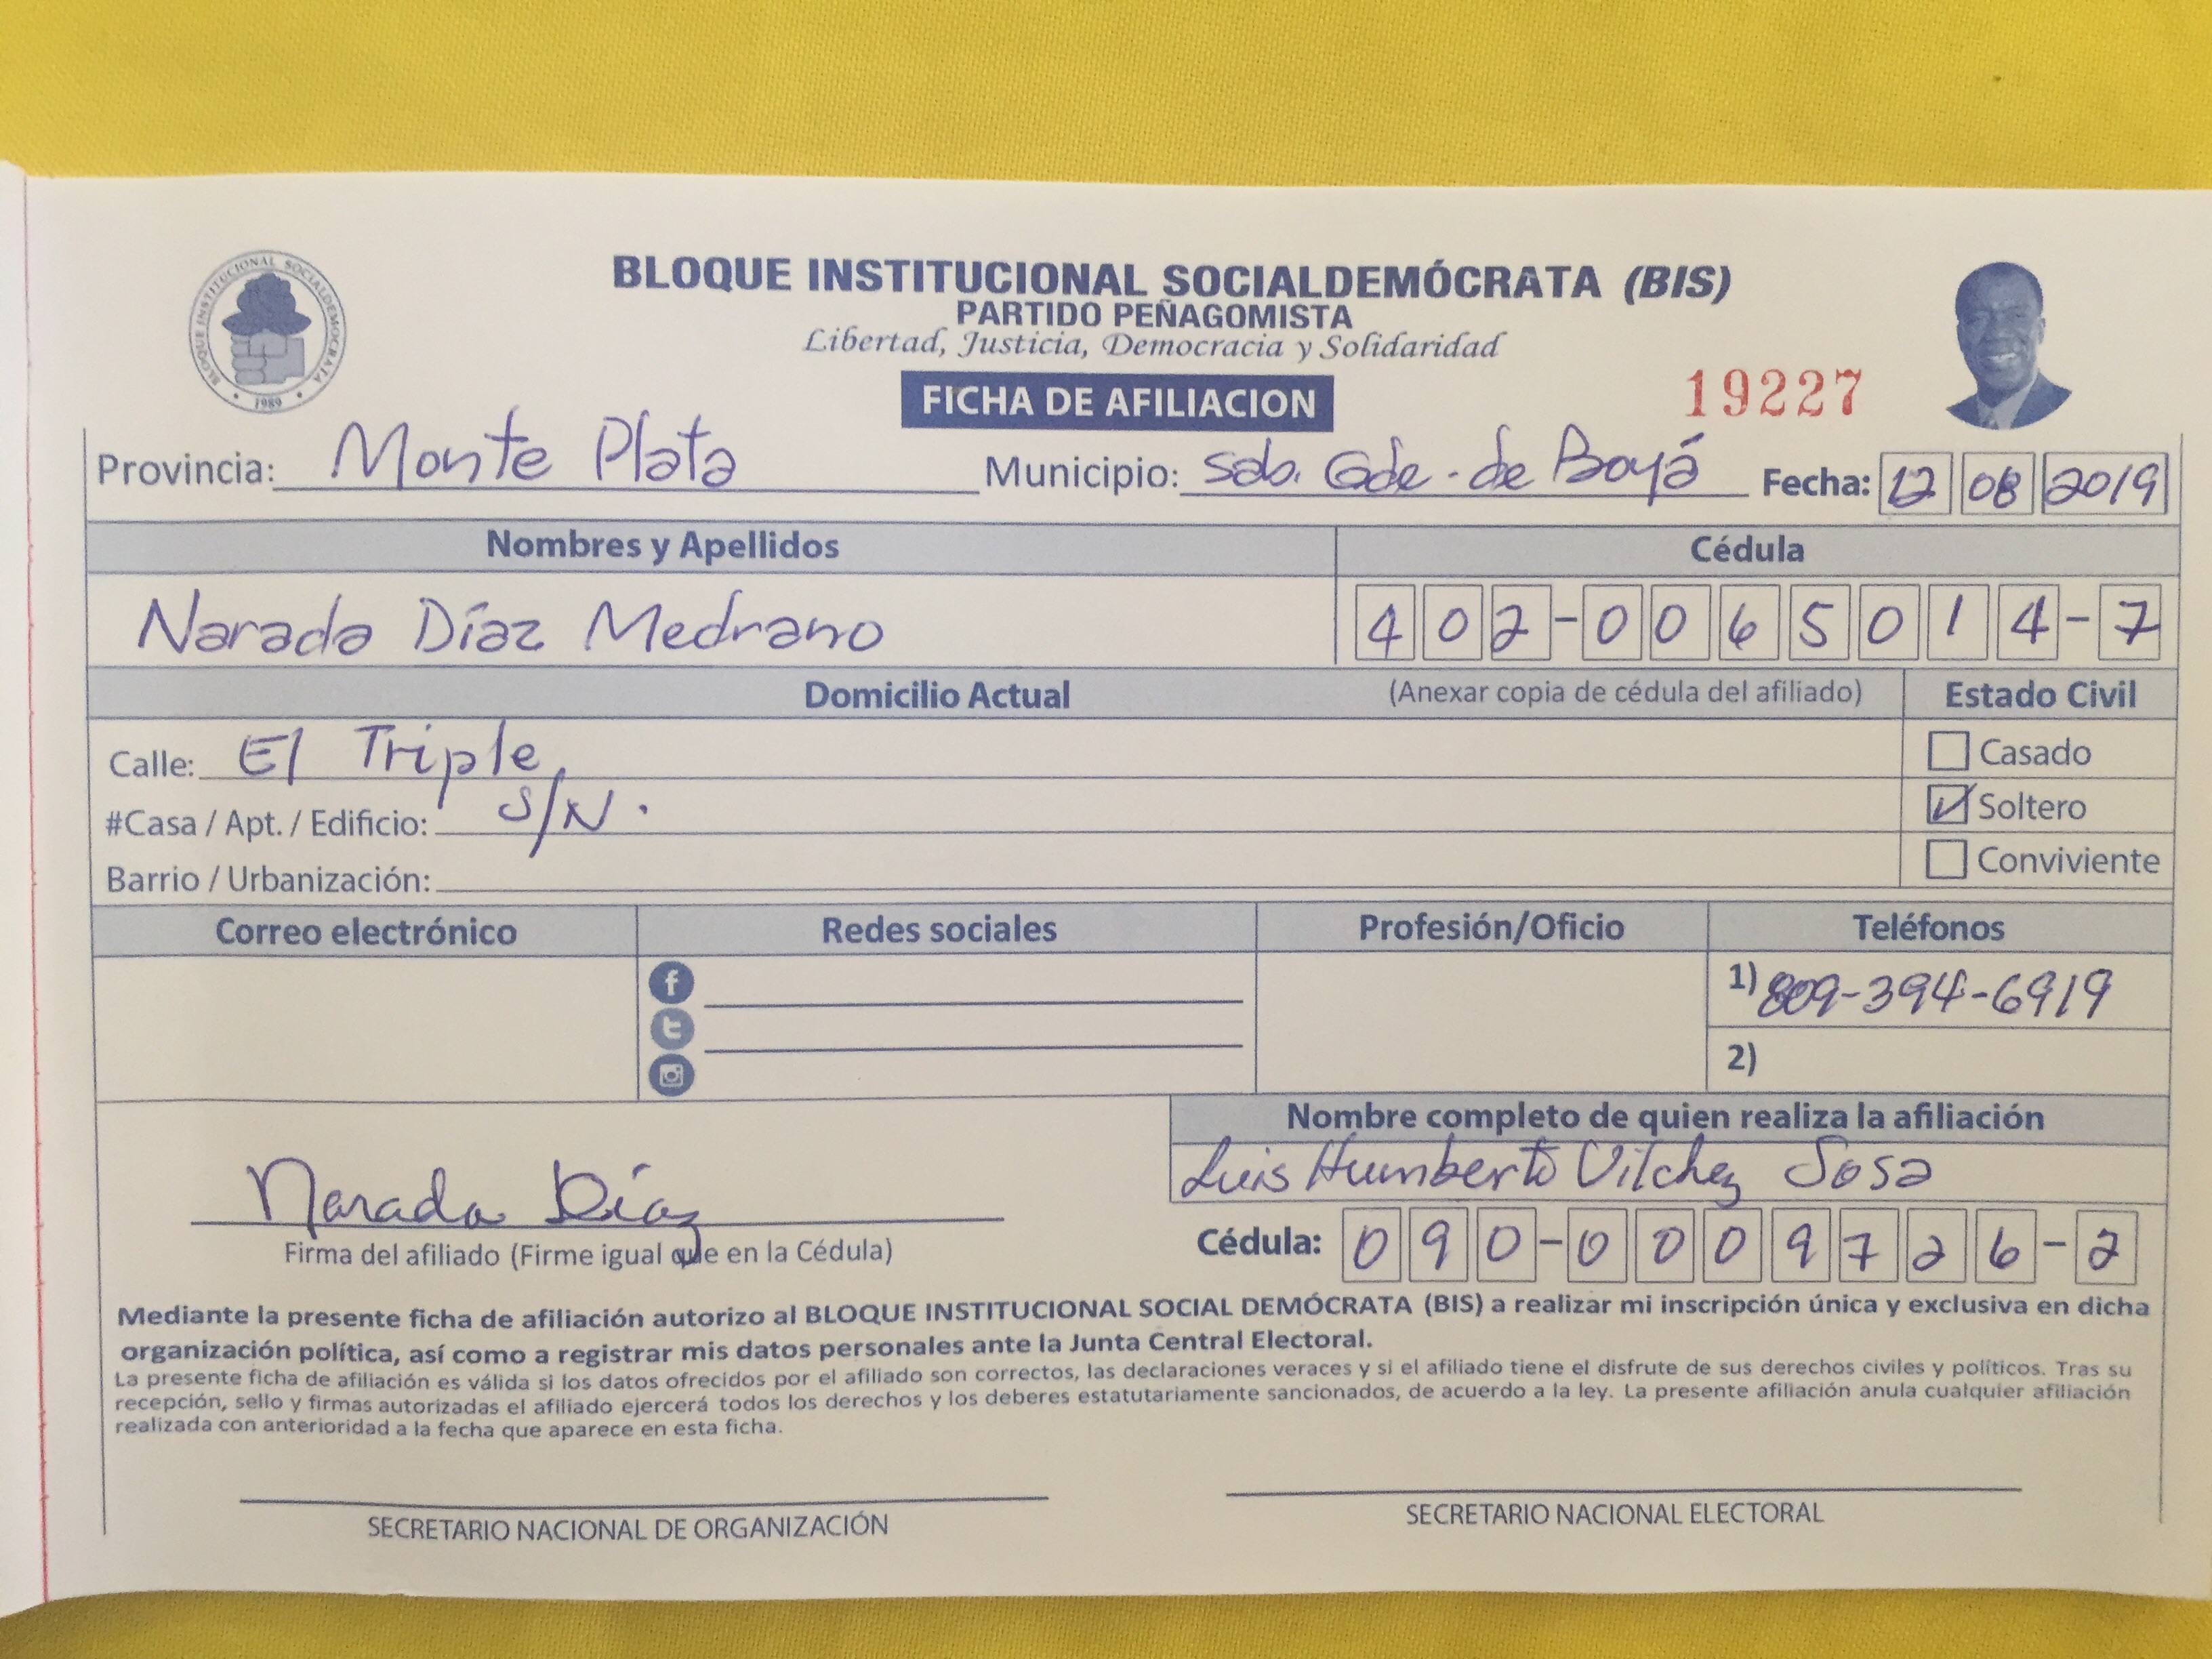 BLOQUE INSTITUCIONAL SOCIALDEMOCRATA
1989
BLOQUE INSTITUCIONAL SOCIALDEMÓCRATA (BIS)
PARTIDO PEÑAGOMISTA
Libertad, Justicia, Democracia y Solidaridad
FICHA DE AFILIACION
19227
Provincia: Monte Plata Municipio: Sab. Gde. de Boyá Fecha: 12 08 2019
Nombres y Apellidos Cédula
Narada Díaz Medrano 402-0065014-7
Domicilio Actual (Anexar copia de cédula del afiliado) Estado Civil
Calle: El Triple Casado
#Casa / Apt. / Edificio: S/N. Soltero
Barrio / Urbanización: Conviviente
Correo electrónico Redes sociales Profesión/Oficio Teléfonos
1) 809-394-6919
2)
Nombre completo de quien realiza la afiliación
Luis Humberto Vilchez Sosa
Narada Díaz
Firma del afiliado (Firme igual que en la Cédula) Cédula: 090-0009726-2
Mediante la presente ficha de afiliación autorizo al BLOQUE INSTITUCIONAL SOCIAL DEMÓCRATA (BIS) a realizar mi inscripción única y exclusiva en dicha
organización política, así como a registrar mis datos personales ante la Junta Central Electoral.
La presente ficha de afiliación es válida si los datos ofrecidos por el afiliado son correctos, las declaraciones veraces y si el afiliado tiene el disfrute de sus derechos civiles y políticos. Tras su
recepción, sello y firmas autorizadas el afiliado ejercerá todos los derechos y los deberes estatutariamente sancionados, de acuerdo a la ley. La presente afiliación anula cualquier afiliación
realizada con anterioridad a la fecha que aparece en esta ficha.
SECRETARIO NACIONAL DE ORGANIZACIÓN SECRETARIO NACIONAL ELECTORAL